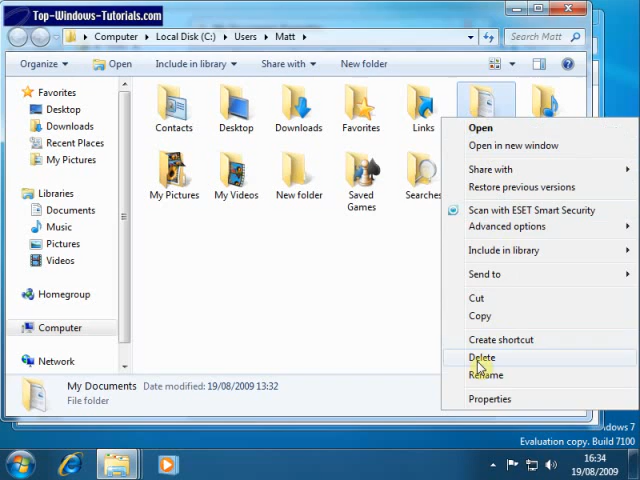 Top-Windows-Tutorials.com
Computer Local Disk (C:) Users Matt Search Matt
Organize Open Include in library Share with New folder
Favorites
Desktop
Downloads
Recent Places
My Pictures
Libraries
Documents
Music
Pictures
Videos
Homegroup
Computer
Network
Contacts Desktop Downloads Favorites Links
My Pictures My Videos New folder Saved Games Searches
Open
Open in new window
Share with
Restore previous versions
Scan with ESET Smart Security
Advanced options
Include in library
Send to
Cut
Copy
Create shortcut
Delete
Rename
Properties
My Documents Date modified: 19/08/2009 13:32
File folder
Windows 7
Evaluation copy. Build 7100
16:34
19/08/2009